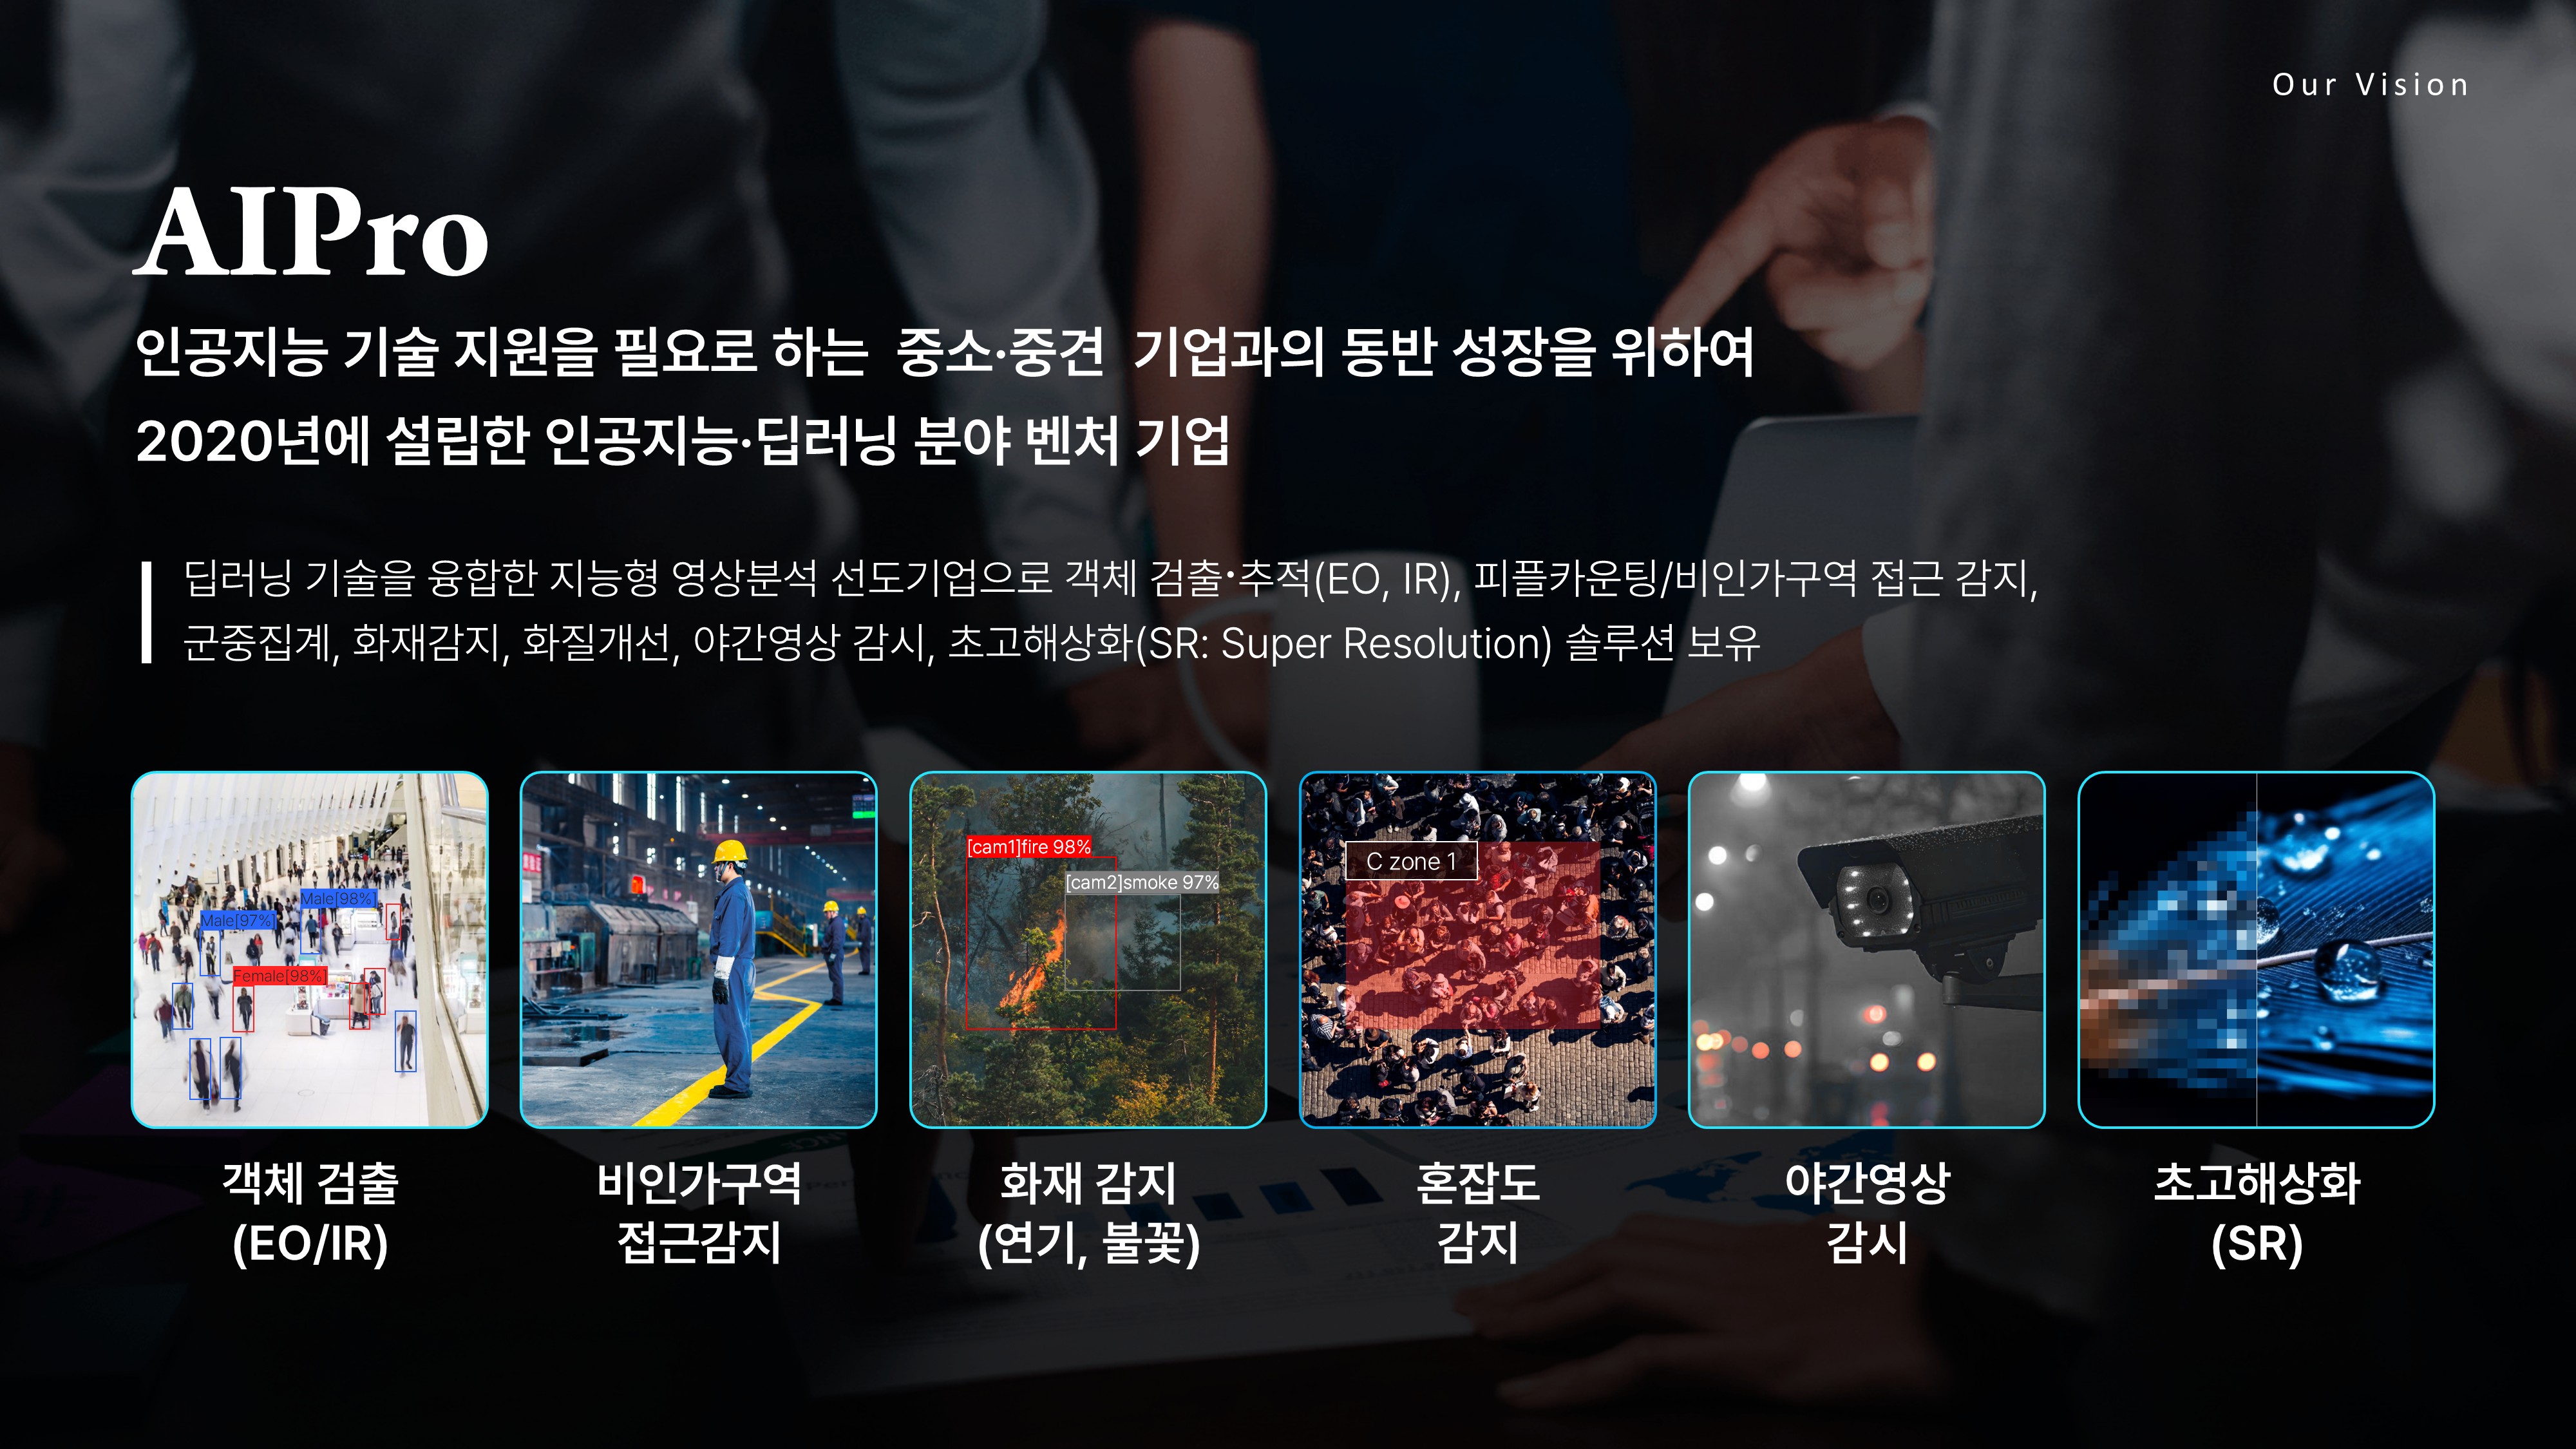 Our Vision
AIPro
인공지능 기술 지원을 필요로 하는 중소·중견 기업과의 동반 성장을 위하여
2020년에 설립한 인공지능·딥러닝 분야 벤처 기업
딥러닝 기술을 융합한 지능형 영상분석 선도기업으로 객체 검출·추적(EO, IR), 피플카운팅/비인가구역 접근 감지,
군중집계, 화재감지, 화질개선, 야간영상 감시, 초고해상화(SR: Super Resolution) 솔루션 보유
Male[98%]
Male[97%]
Female[98%]
[cam1]fire 98%
[cam2]smoke 97%
C zone 1
객체 검출
(EO/IR)
비인가구역
접근감지
화재 감지
(연기, 불꽃)
혼잡도
감지
야간영상
감시
초고해상화
(SR)